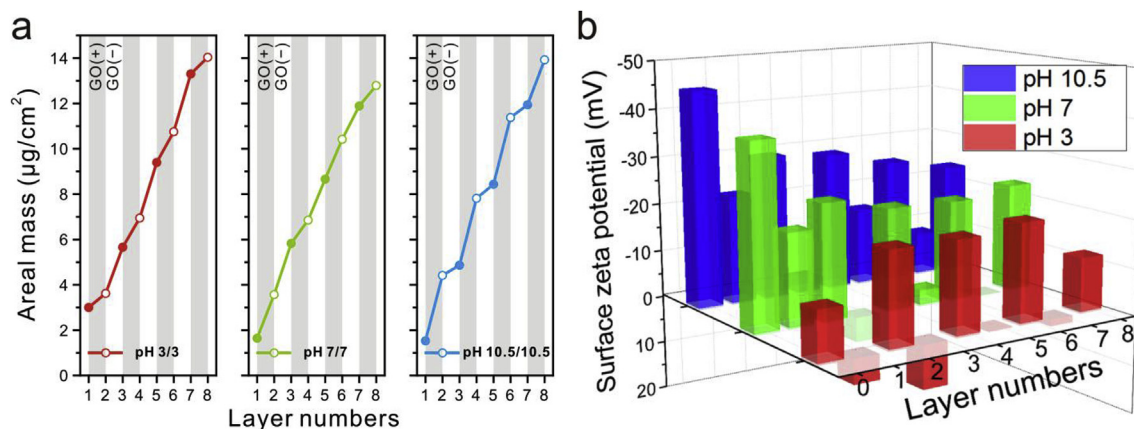 a
Areal mass (µg/cm²)
14
12
10
8
6
4
2
0
GO(+)
GO(−)
pH 3/3
1 2 3 4 5 6 7 8
GO(+)
GO(−)
pH 7/7
1 2 3 4 5 6 7 8
GO(+)
GO(−)
pH 10.5/10.5
1 2 3 4 5 6 7 8
Layer numbers
b
Surface zeta potential (mV)
-50
-40
-30
-20
-10
0
10
20
pH 10.5
pH 7
pH 3
0 1 2 3 4 5 6 7 8
Layer numbers